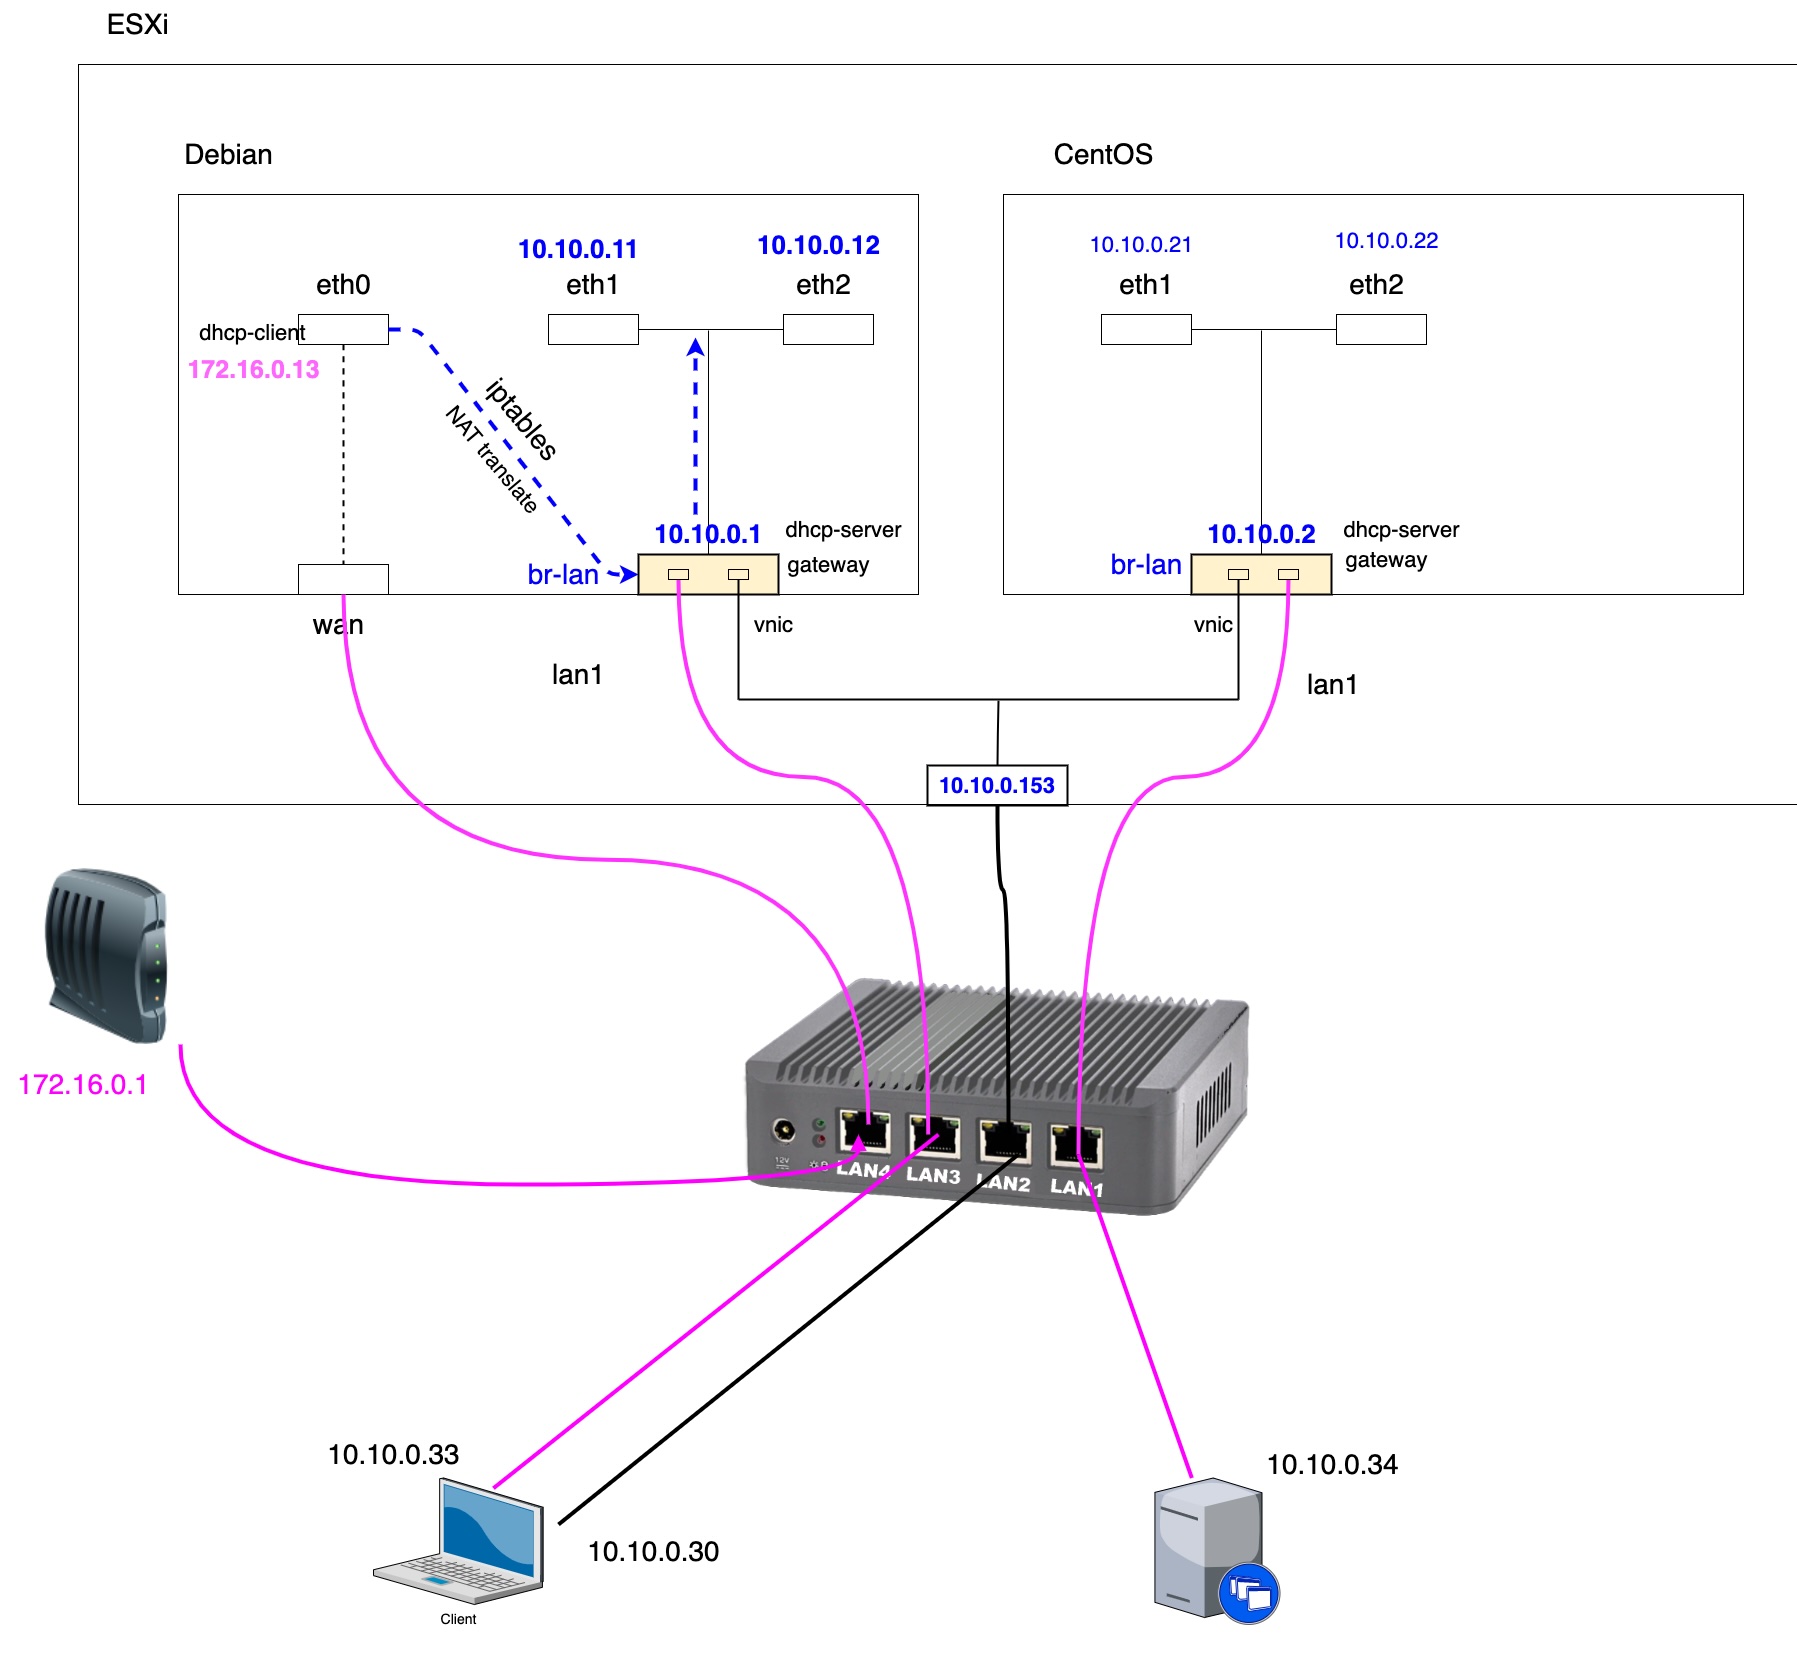 ESXi
Debian
CentOS
10.10.0.11
10.10.0.12
10.10.0.21
10.10.0.22
eth0
eth1
eth2
eth1
eth2
dhcp-client
172.16.0.13
iptables
NAT translate
10.10.0.1
dhcp-server
gateway
br-lan
10.10.0.2
dhcp-server
gateway
br-lan
wan
vnic
vnic
lan1
lan1
10.10.0.153
172.16.0.1
12V
LAN4
LAN3
LAN2
LAN1
10.10.0.33
10.10.0.34
10.10.0.30
Client